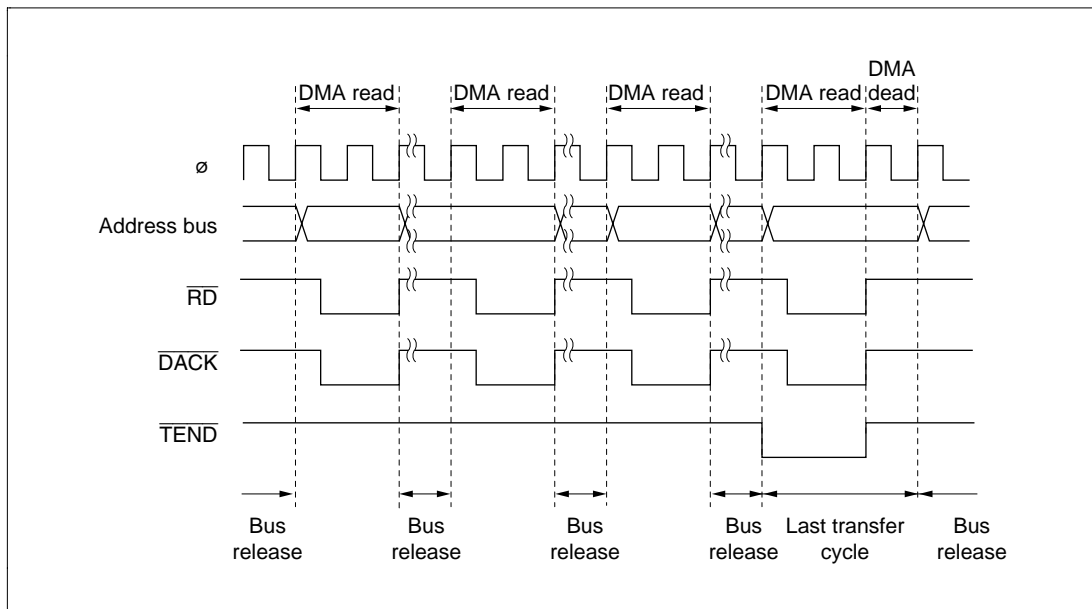 DMA
dead
DMA read DMA read DMA read DMA read
ø
Address bus
RD
DACK
TEND
Bus Bus Bus Bus Last transfer Bus
release release release release cycle release